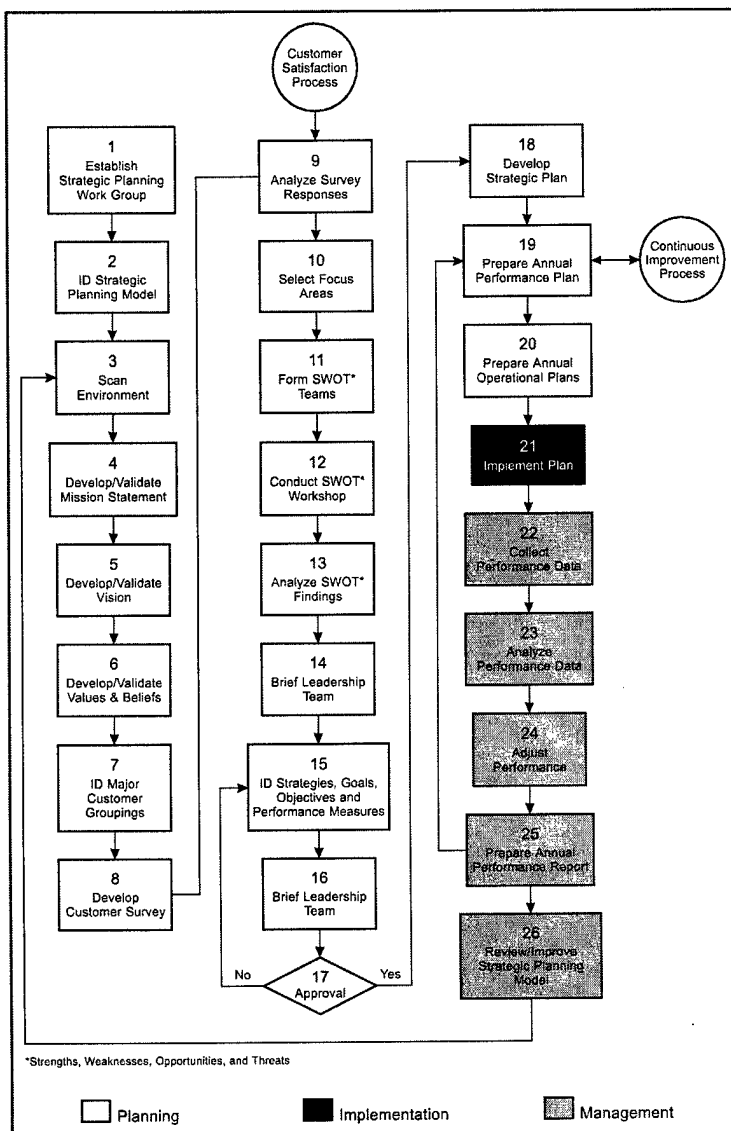 Customer
Satisfaction
Process
1
Establish
Strategic Planning
Work Group
2
ID Strategic
Planning Model
3
Scan
Environment
4
Develop/Validate
Mission Statement
5
Develop/Validate
Vision
6
Develop/Validate
Values & Beliefs
7
ID Major
Customer
Groupings
8
Develop
Customer Survey
9
Analyze Survey
Responses
10
Select Focus
Areas
11
Form SWOT*
Teams
12
Conduct SWOT*
Workshop
13
Analyze SWOT*
Findings
14
Brief Leadership
Team
15
ID Strategies, Goals,
Objectives and
Performance Measures
16
Brief Leadership
Team
No
17
Approval
Yes
18
Develop
Strategic Plan
19
Prepare Annual
Performance Plan
Continuous
Improvement
Process
20
Prepare Annual
Operational Plans
21
Implement Plan
22
Collect
Performance Data
23
Analyze
Performance Data
24
Adjust
Performance
25
Prepare Annual
Performance Report
26
Review/Improve
Strategic Planning
Model
*Strengths, Weaknesses, Opportunities, and Threats
Planning
Implementation
Management